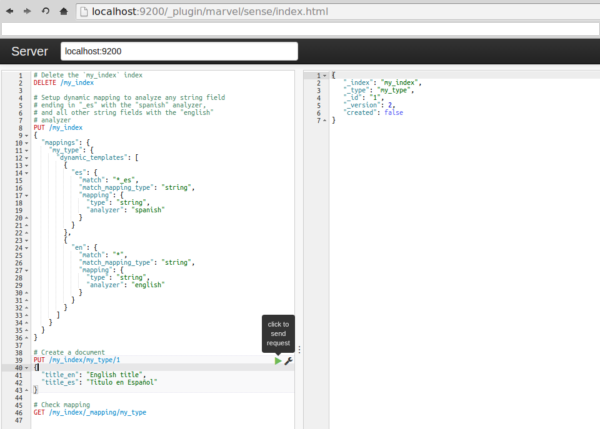 localhost:9200/_plugin/marvel/sense/index.html
Server
localhost:9200
1 # Delete the `my_index` index
2 DELETE /my_index
3
4 # Setup dynamic mapping to analyze any string field
5 # ending in "_es" with the "spanish" analyzer,
6 # and all other string fields with the "english"
7 # analyzer
8 PUT /my_index
9 {
10 "mappings": {
11 "my_type": {
12 "dynamic_templates": [
13 {
14 "es": {
15 "match": "*_es",
16 "match_mapping_type": "string",
17 "mapping": {
18 "type": "string",
19 "analyzer": "spanish"
20 }
21 }
22 },
23 {
24 "en": {
25 "match": "*",
26 "match_mapping_type": "string",
27 "mapping": {
28 "type": "string",
29 "analyzer": "english"
30 }
31 }
32 }
33 ]
34 }
35 }
36 }
37
38 # Create a document
39 PUT /my_index/my_type/1
40 {
41 "title_en": "English title",
42 "title_es": "Título en Español"
43 }
44
45 # Check mapping
46 GET /my_index/_mapping/my_type
47
click to
send
request
1 {
2 "_index": "my_index",
3 "_type": "my_type",
4 "_id": "1",
5 "_version": 2,
6 "created": false
7 }